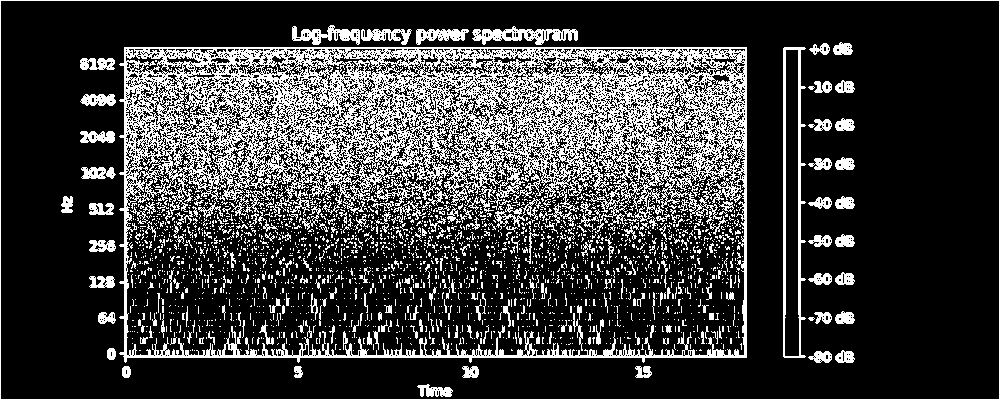 Log-frequency power spectrogram
8192
4096
2048
1024
512
256
128
64
0
Hz
0 5 10 15
Time
+0 dB
-10 dB
-20 dB
-30 dB
-40 dB
-50 dB
-60 dB
-70 dB
-80 dB